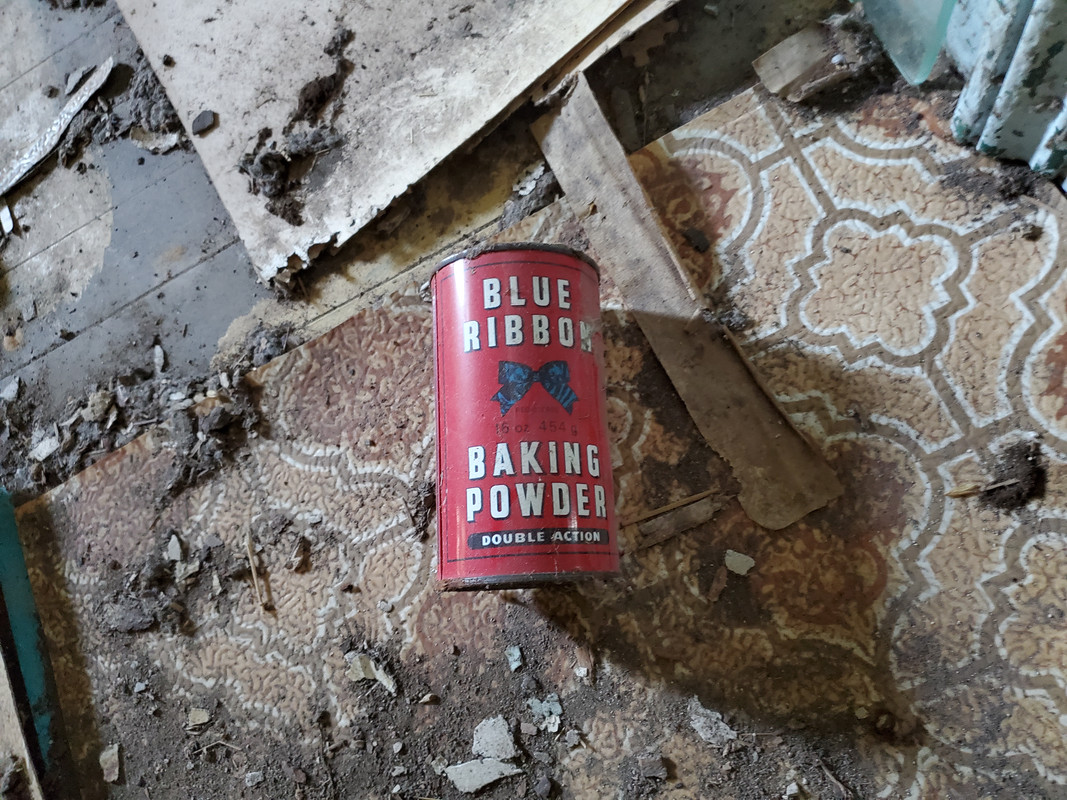 BLUE
RIBBON
16 oz 454 g
BAKING
POWDER
DOUBLE ACTION